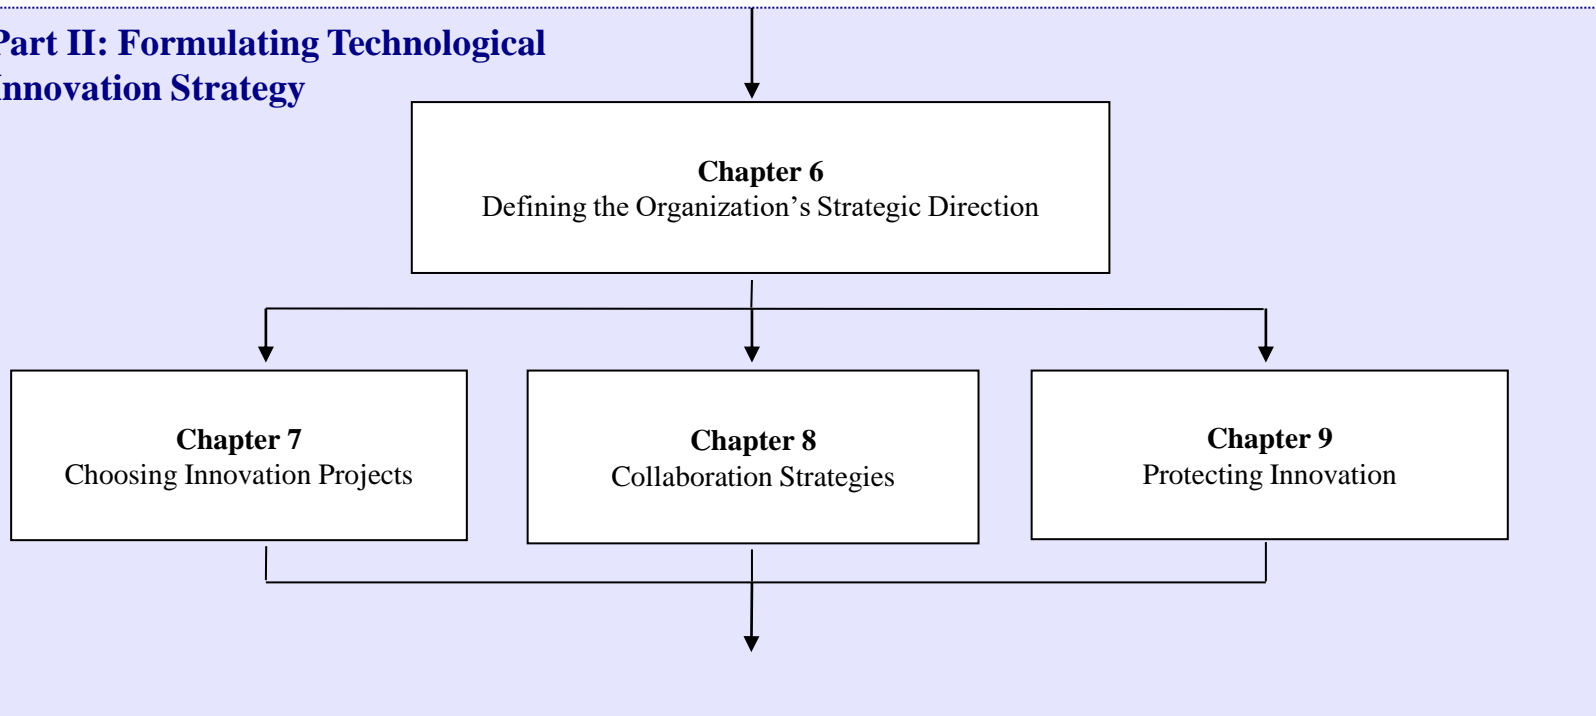 Part II: Formulating Technological
Innovation Strategy
Chapter 6
Defining the Organization’s Strategic Direction
Chapter 7
Choosing Innovation Projects
Chapter 8
Collaboration Strategies
Chapter 9
Protecting Innovation